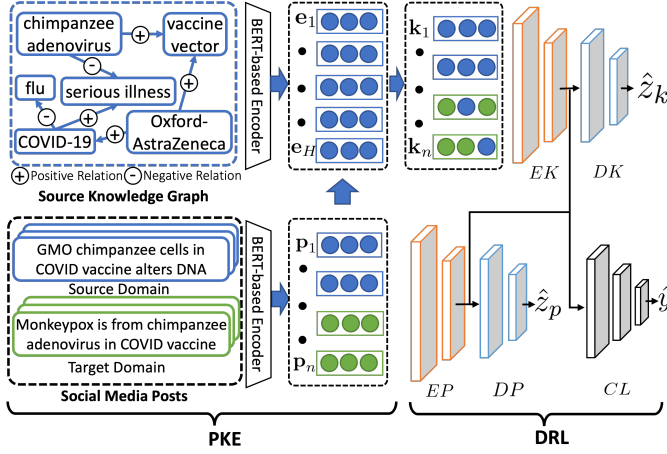 chimpanzee
adenovirus
+
vaccine
vector
−
flu
serious illness
+
−
+
COVID-19
+
Oxford-
AstraZeneca
+ Positive Relation − Negative Relation
Source Knowledge Graph
BERT-based Encoder
e1
eH
k1
kn
EK
DK
ẑk
GMO chimpanzee cells in
COVID vaccine alters DNA
Source Domain
Monkeypox is from chimpanzee
adenovirus in COVID vaccine
Target Domain
Social Media Posts
BERT-based Encoder
p1
pn
EP
DP
ẑp
CL
ŷ
PKE
DRL